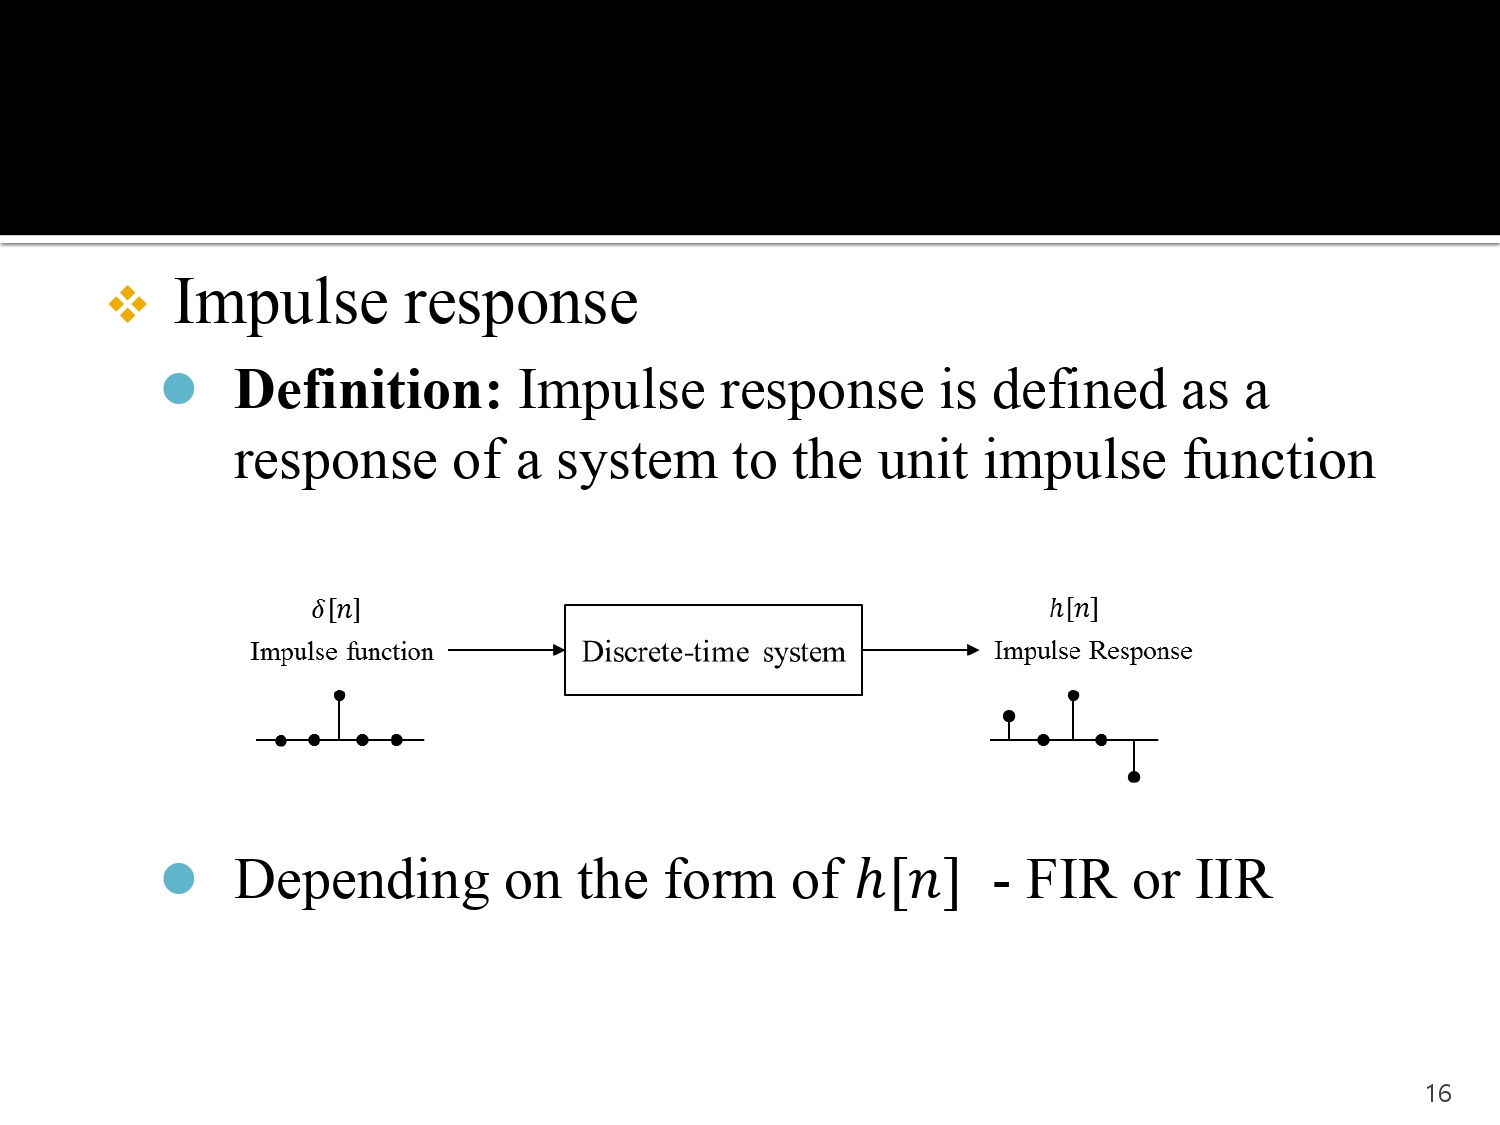 Impulse response
Definition: Impulse response is defined as a
response of a system to the unit impulse function
δ[n]
Impulse function
Discrete-time system
h[n]
Impulse Response
Depending on the form of h[n] - FIR or IIR
16